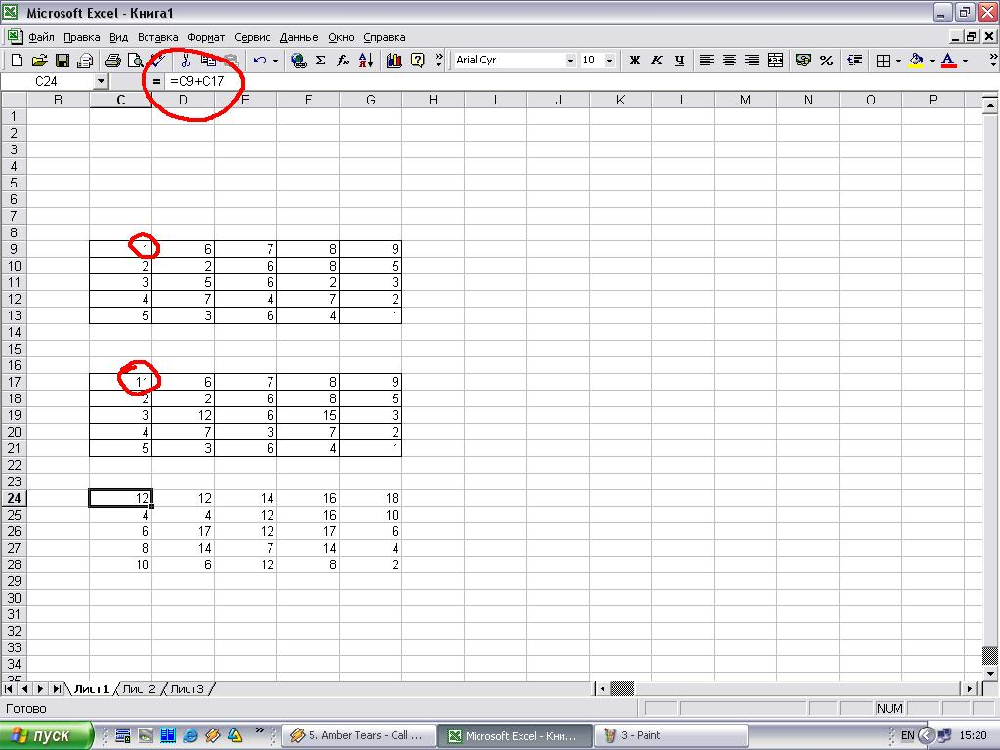 Microsoft Excel - Книга1
Файл Правка Вид Вставка Формат Сервис Данные Окно Справка
Arial Cyr 10 Ж К Ч %
C24 = =C9+C17
B C D E F G H I J K L M N O P
1
2
3
4
5
6
7
8
9 1 6 7 8 9
10 2 2 6 8 5
11 3 5 6 2 3
12 4 7 4 7 2
13 5 3 6 4 1
14
15
16
17 11 6 7 8 9
18 2 2 6 8 5
19 3 12 6 15 3
20 4 7 3 7 2
21 5 3 6 4 1
22
23
24 12 12 14 16 18
25 4 4 12 16 10
26 6 17 12 17 6
27 8 14 7 14 4
28 10 6 12 8 2
29
30
31
32
33
34
35
Лист1 Лист2 Лист3
Готово NUM
пуск 5. Amber Tears - Call ... Microsoft Excel - Кни... 3 - Paint EN 15:20